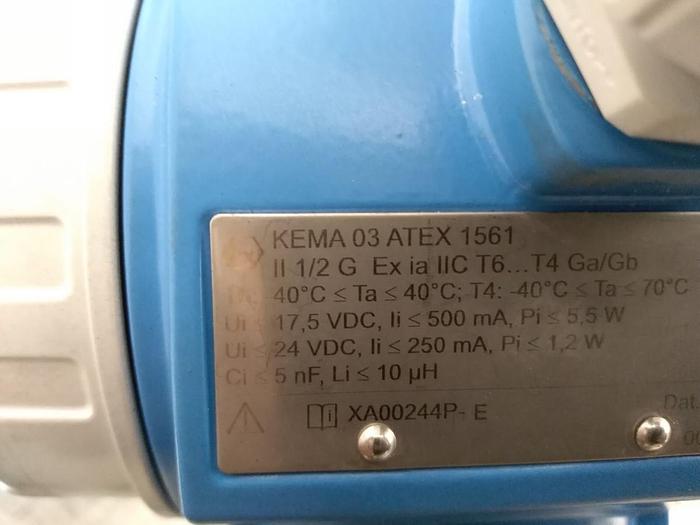 KEMA 03 ATEX 1561
II 1/2 G Ex ia IIC T6...T4 Ga/Gb
-40°C ≤ Ta ≤ 40°C; T4: -40°C ≤ Ta ≤ 70°C
Ui ≤ 17,5 VDC, Ii ≤ 500 mA, Pi ≤ 5,5 W
Ui ≤ 24 VDC, Ii ≤ 250 mA, Pi ≤ 1,2 W
Ci ≤ 5 nF, Li ≤ 10 µH
XA00244P- E
Dat.